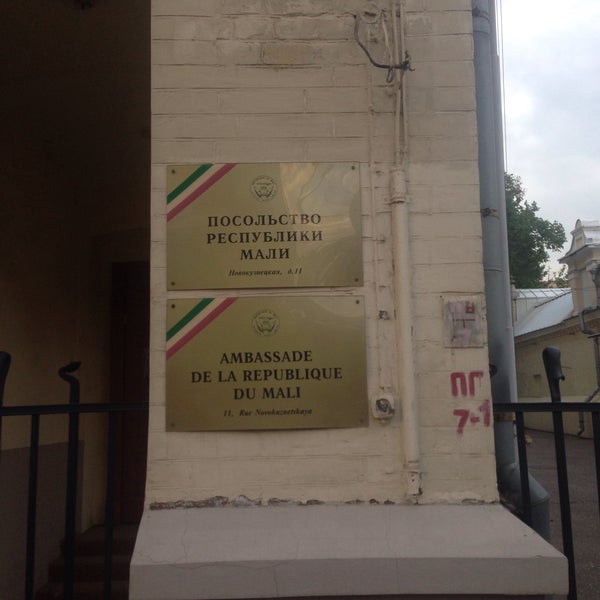 ПОСОЛЬСТВО
РЕСПУБЛИКИ
МАЛИ
Новокузнецкая, д.11
AMBASSADE
DE LA REPUBLIQUE
DU MALI
11, Rue Novokuznetskaya
ПГ
7-1